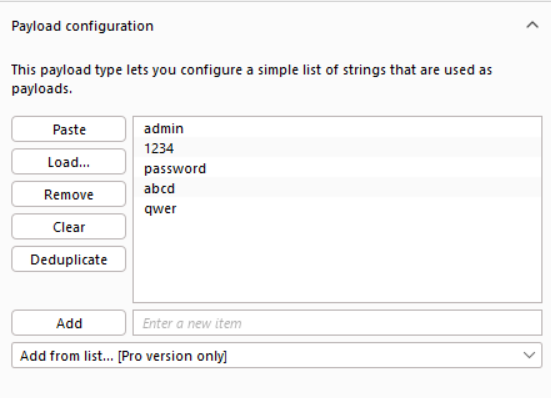 Payload configuration
This payload type lets you configure a simple list of strings that are used as
payloads.
Paste
Load...
Remove
Clear
Deduplicate
admin
1234
password
abcd
qwer
Add
Enter a new item
Add from list... [Pro version only]